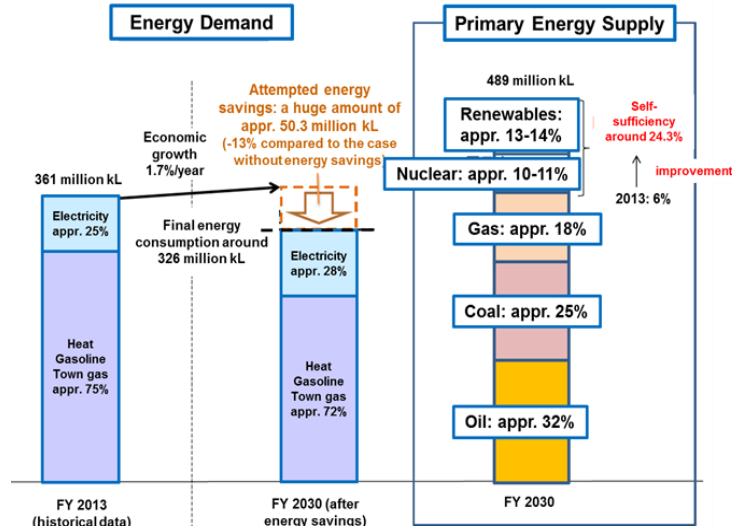 Energy Demand
Primary Energy Supply
Attempted energy
savings: a huge amount of
appr. 50.3 million kL
(-13% compared to the case
without energy savings)
Economic
growth
1.7%/year
361 million kL
Electricity
appr. 25%
Heat
Gasoline
Town gas
appr. 75%
FY 2013
(historical data)
Final energy
consumption around
326 million kL
Electricity
appr. 28%
Heat
Gasoline
Town gas
appr. 72%
FY 2030 (after
energy savings)
489 million kL
Renewables:
appr. 13-14%
Nuclear: appr. 10-11%
Gas: appr. 18%
Coal: appr. 25%
Oil: appr. 32%
FY 2030
Self-
sufficiency
around 24.3%
improvement
2013: 6%